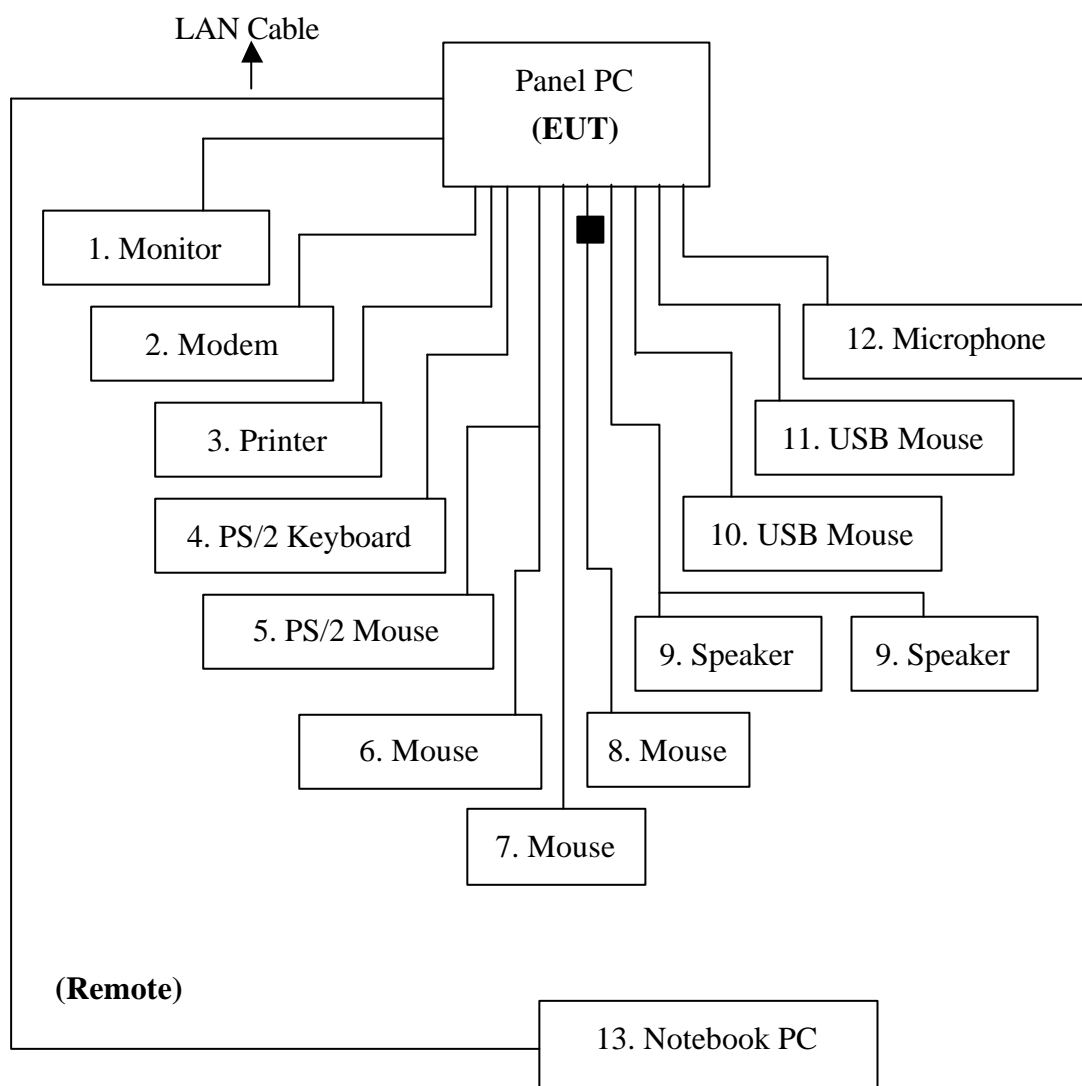 LAN Cable
Panel PC
(EUT)
1. Monitor
2. Modem
12. Microphone
3. Printer
11. USB Mouse
4. PS/2 Keyboard
10. USB Mouse
5. PS/2 Mouse
9. Speaker
9. Speaker
6. Mouse
8. Mouse
7. Mouse
(Remote)
13. Notebook PC